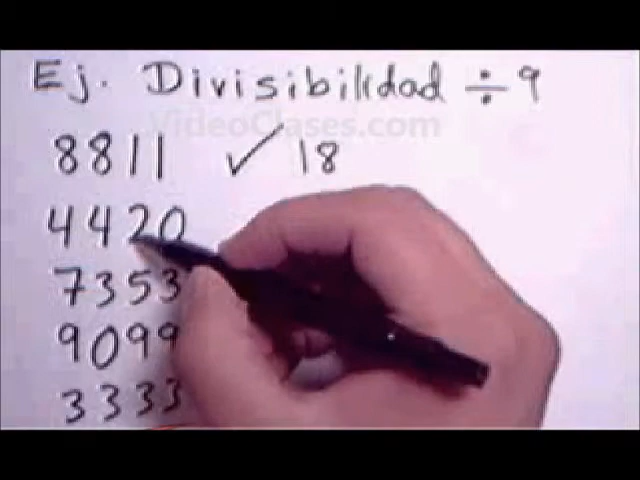 Ej. Divisibilidad ÷ 9
VideoClases.com
8811 ✓ 18
4420
7353
9099
3333